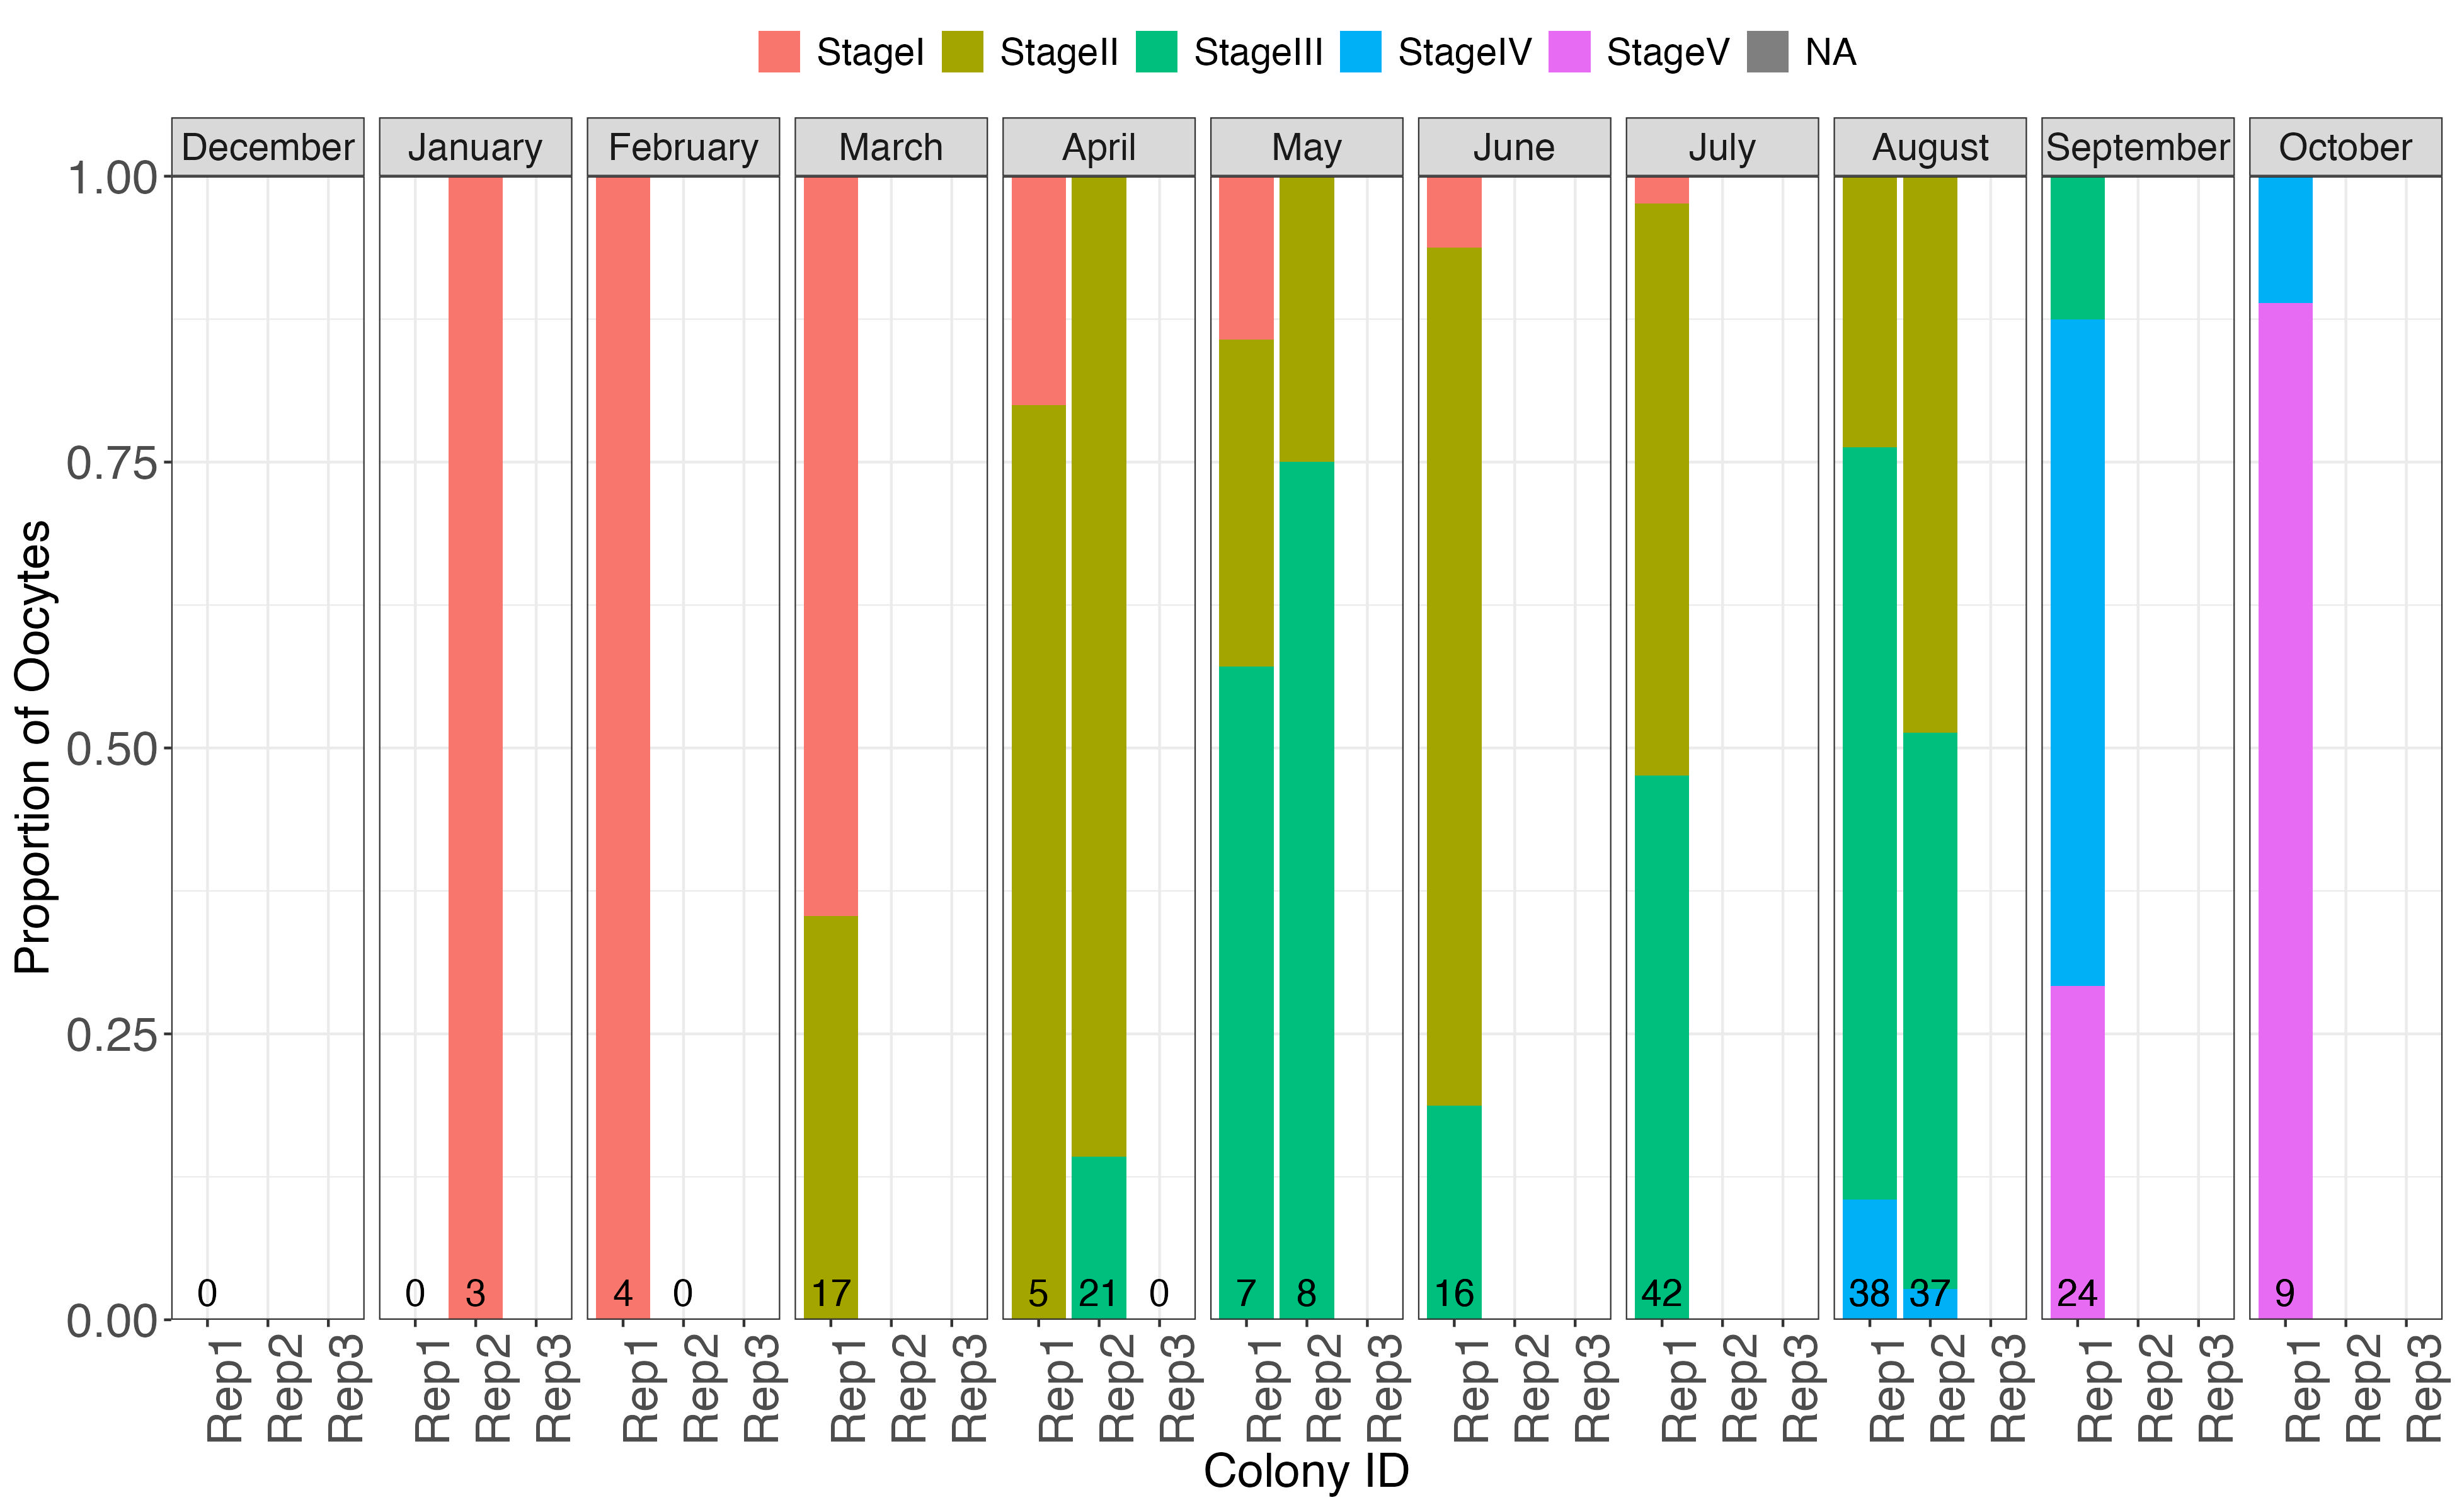 StageI StageII StageIII StageIV StageV NA
December January February March April May June July August September October
1.00
0.75
0.50
0.25
0.00
Proportion of Oocytes
0 0 3 4 0 17 5 21 0 7 8 16 42 38 37 24 9
Rep1 Rep2 Rep3 Rep1 Rep2 Rep3 Rep1 Rep2 Rep3 Rep1 Rep2 Rep3 Rep1 Rep2 Rep3 Rep1 Rep2 Rep3 Rep1 Rep2 Rep3 Rep1 Rep2 Rep3 Rep1 Rep2 Rep3 Rep1 Rep2 Rep3 Rep1 Rep2 Rep3
Colony ID